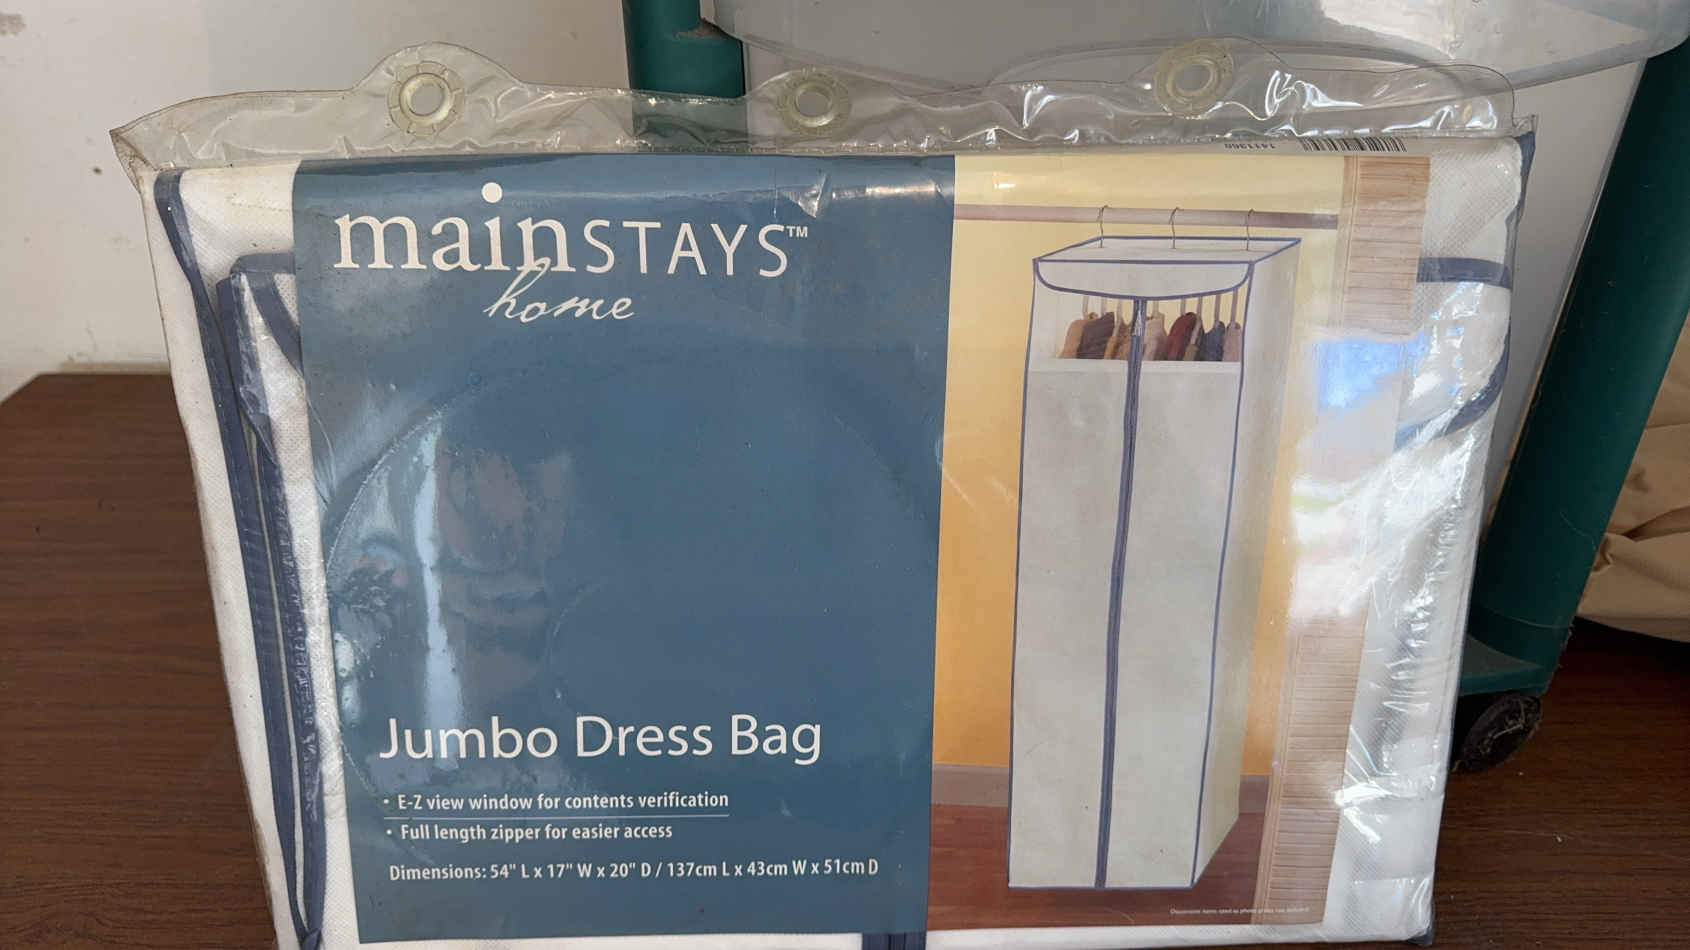 mainSTAYS™
home
Jumbo Dress Bag
• E-Z view window for contents verification
• Full length zipper for easier access
Dimensions: 54" L x 17" W x 20" D / 137cm L x 43cm W x 51cm D